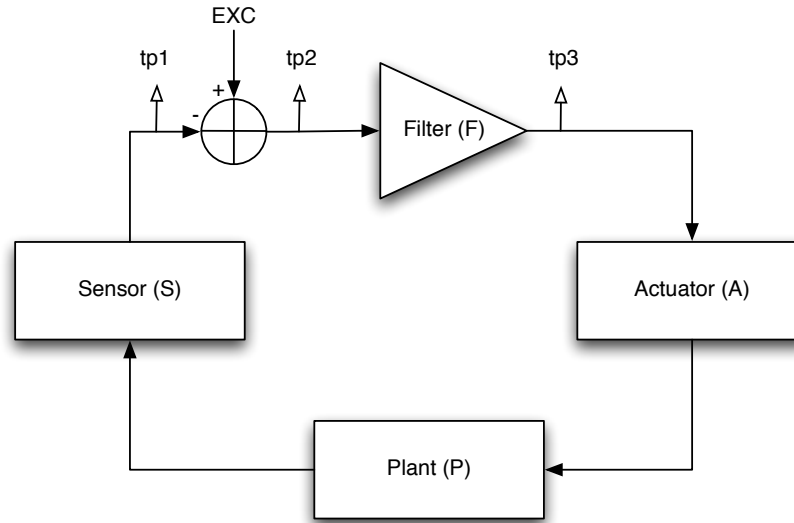 EXC
tp1
tp2
tp3
+
-
Filter (F)
Sensor (S)
Actuator (A)
Plant (P)